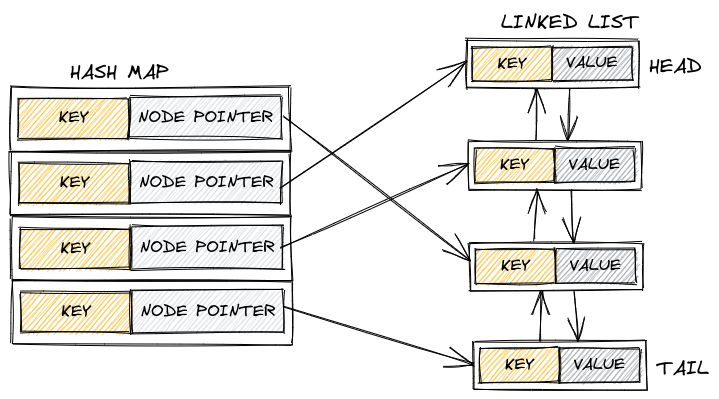 LINKED LIST
HASH MAP
KEY VALUE HEAD
KEY NODE POINTER
KEY VALUE
KEY NODE POINTER
KEY NODE POINTER
KEY VALUE
KEY NODE POINTER
KEY VALUE TAIL